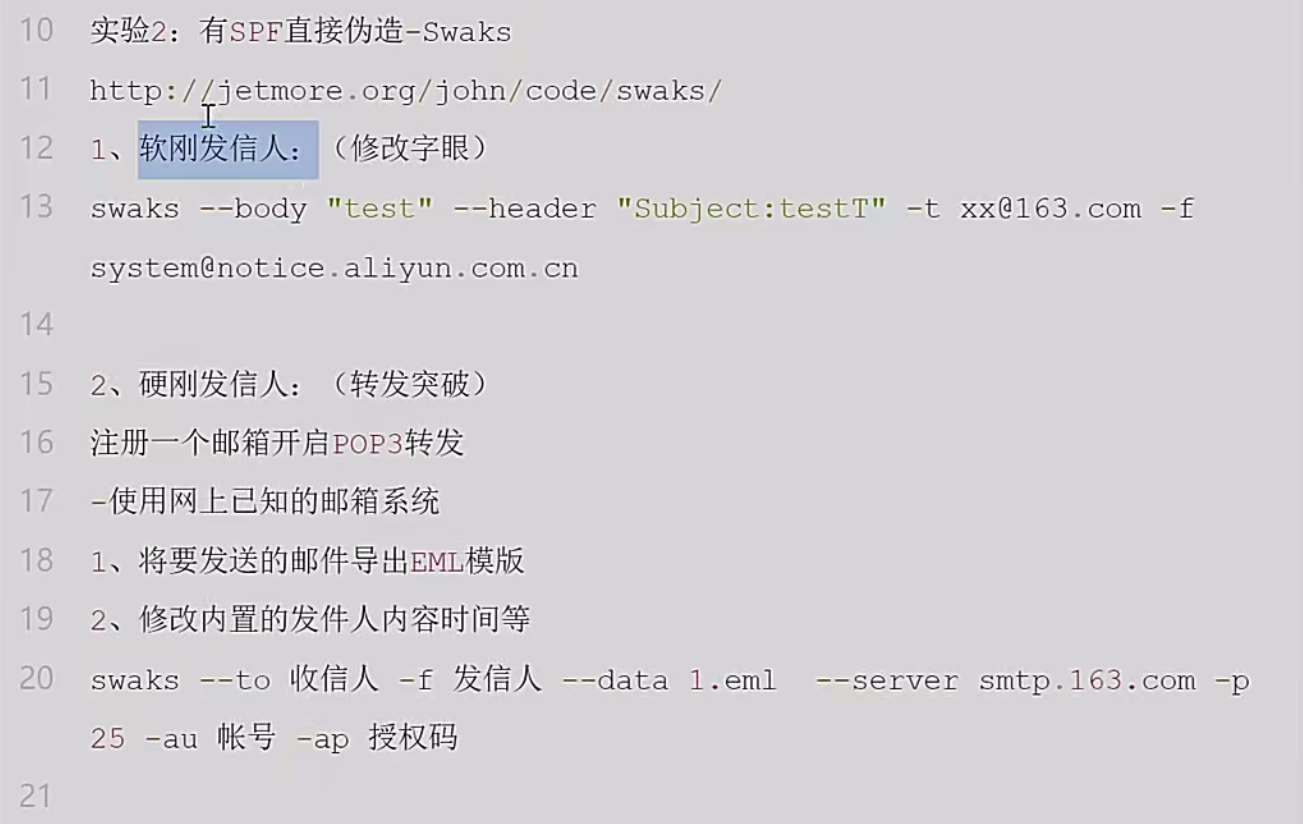 10 实验2：有SPF直接伪造-Swaks
11 http://jetmore.org/john/code/swaks/
12 1、软刚发信人：（修改字眼）
13 swaks --body "test" --header "Subject:testT" -t xx@163.com -f
system@notice.aliyun.com.cn
14
15 2、硬刚发信人：（转发突破）
16 注册一个邮箱开启POP3转发
17 -使用网上已知的邮箱系统
18 1、将要发送的邮件导出EML模版
19 2、修改内置的发件人内容时间等
20 swaks --to 收信人 -f 发信人 --data 1.eml  --server smtp.163.com -p
25 -au 帐号 -ap 授权码
21